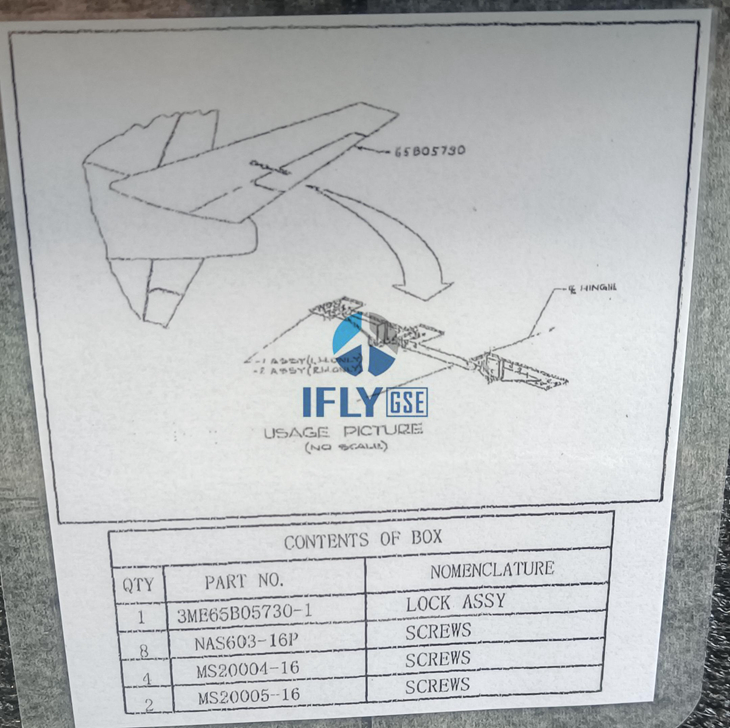 65B05730
℄ HINGE
-1 ASSY(L.H.ONLY)
-2 ASSY(R.H.ONLY)
IFLY GSE
USAGE PICTURE
(NO SCALE)
CONTENTS OF BOX
QTY PART NO. NOMENCLATURE
1 3ME65B05730-1 LOCK ASSY
8 NAS603-16P SCREWS
4 MS20004-16 SCREWS
2 MS20005-16 SCREWS